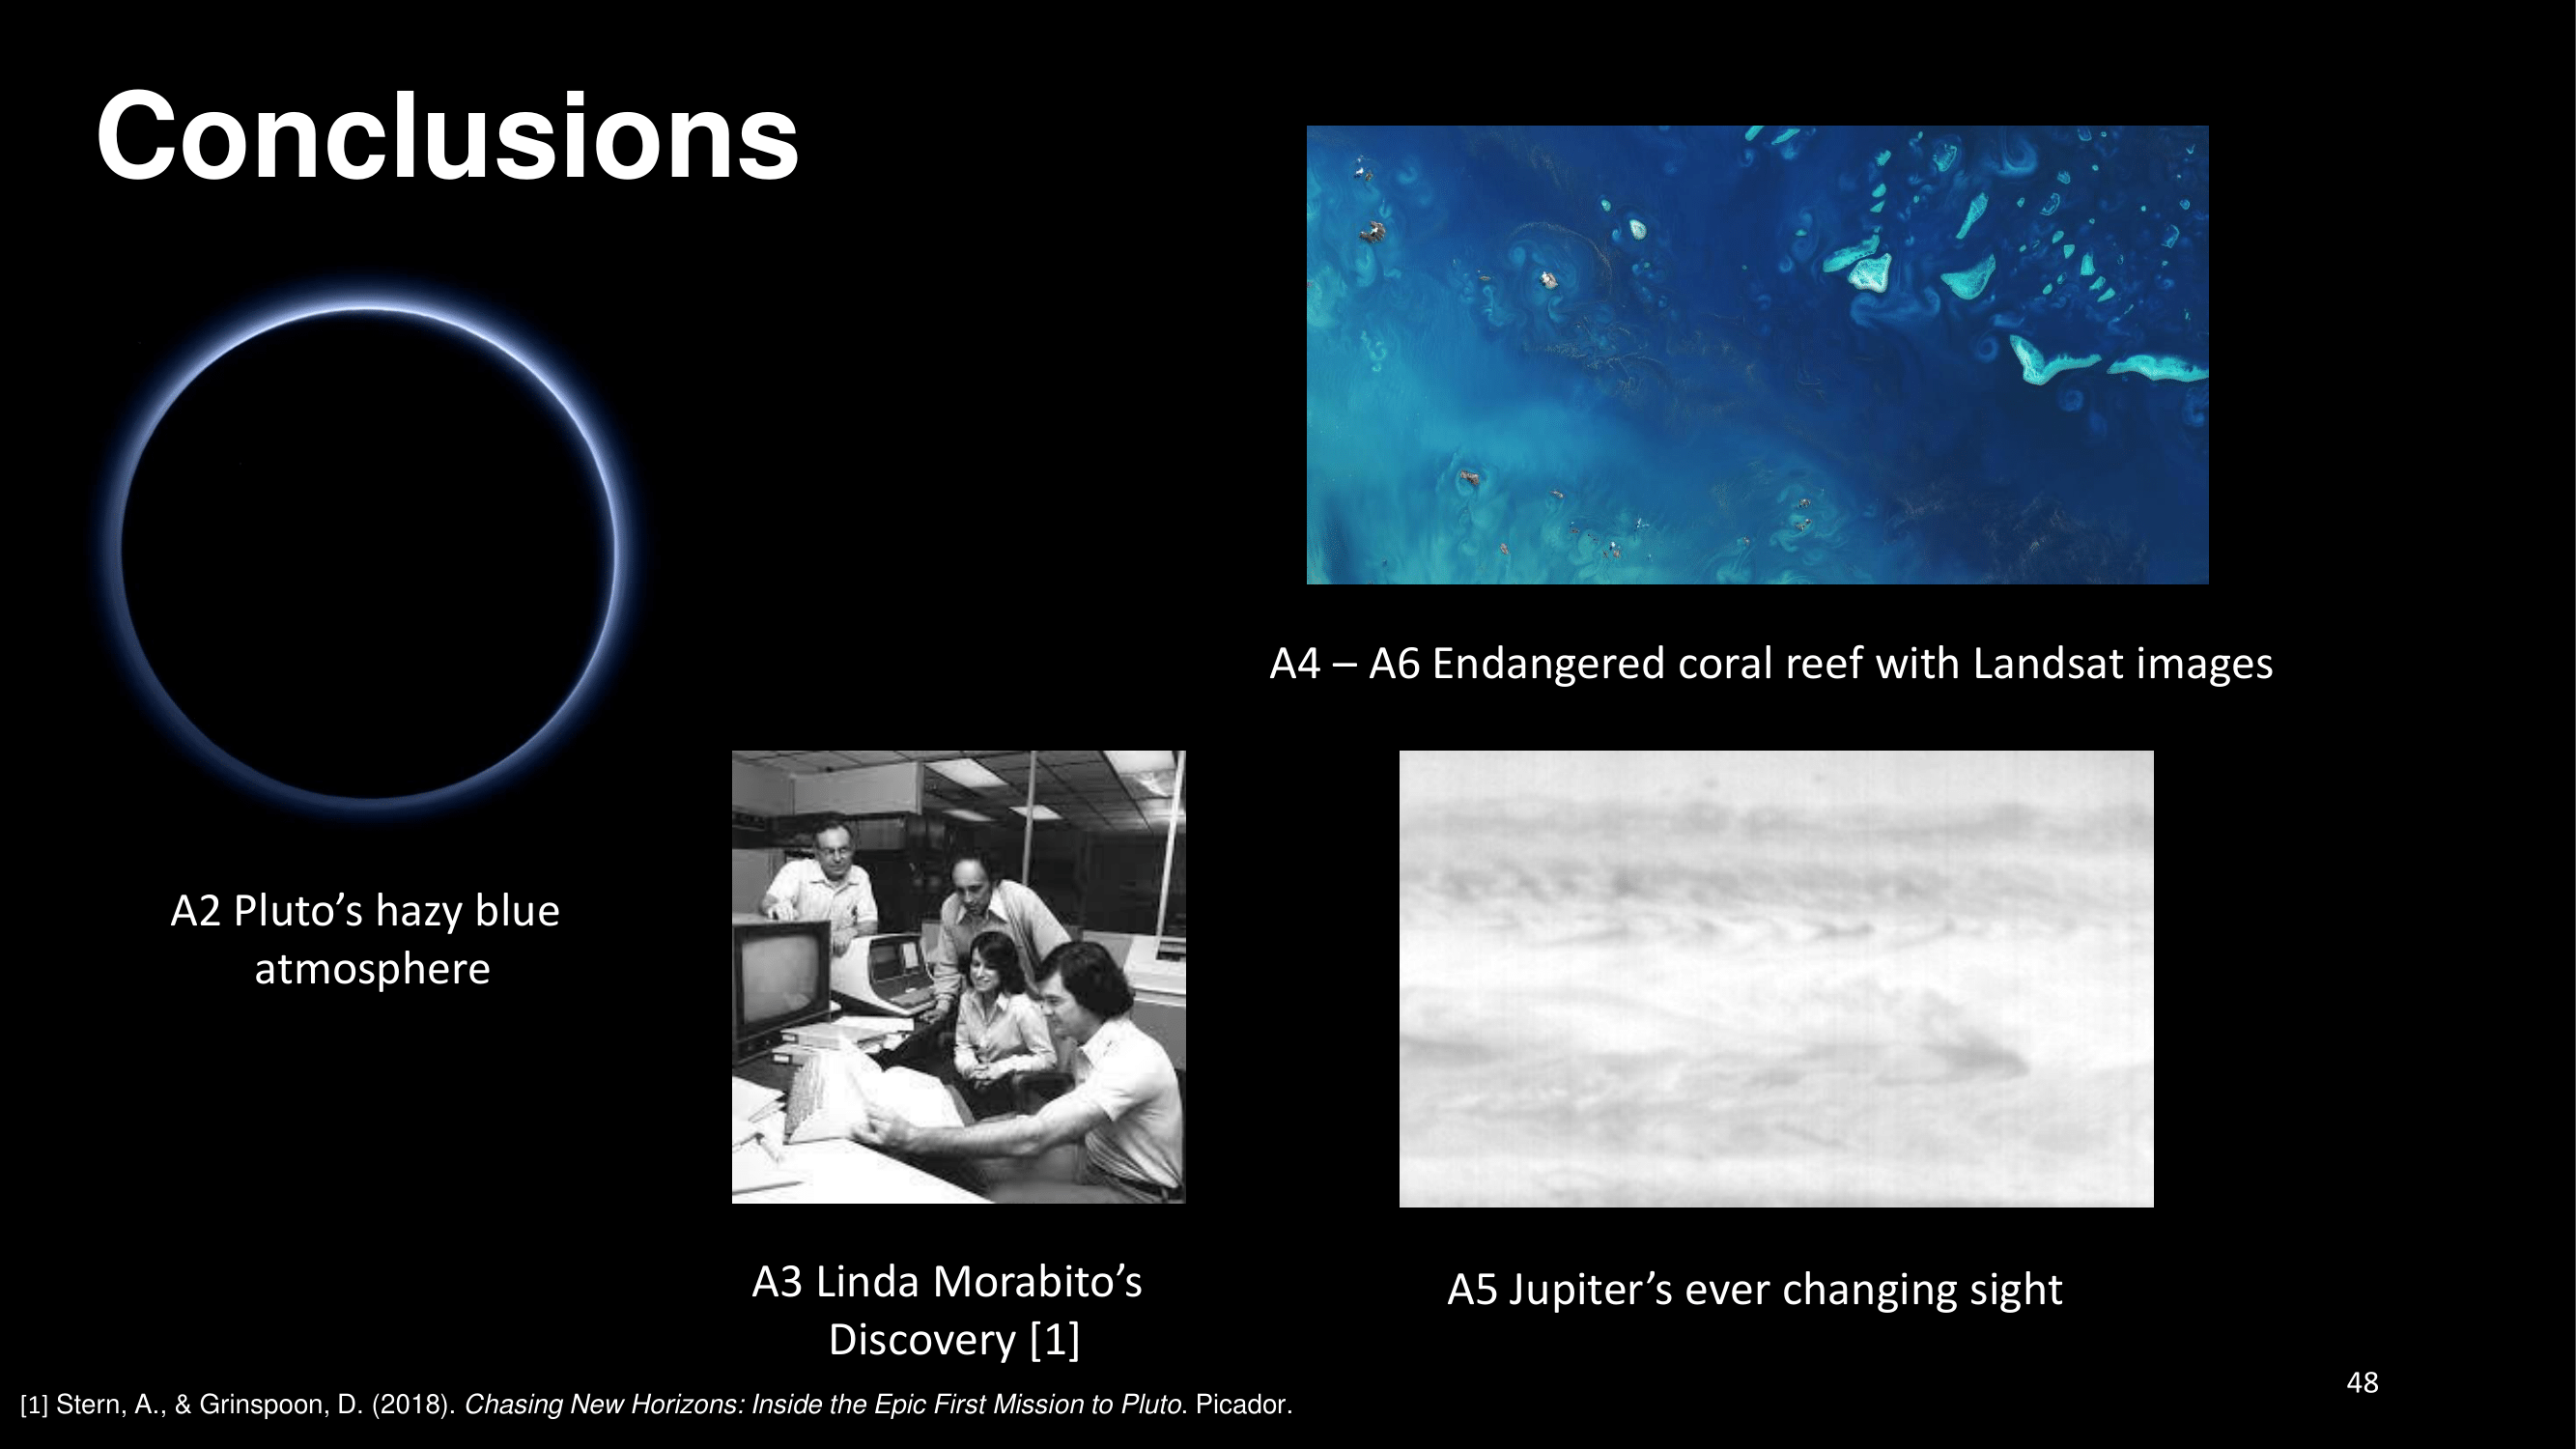 Conclusions
A4 – A6 Endangered coral reef with Landsat images
A2 Pluto’s hazy blue
atmosphere
A3 Linda Morabito’s
Discovery [1]
A5 Jupiter’s ever changing sight
[1] Stern, A., & Grinspoon, D. (2018). Chasing New Horizons: Inside the Epic First Mission to Pluto. Picador.
48